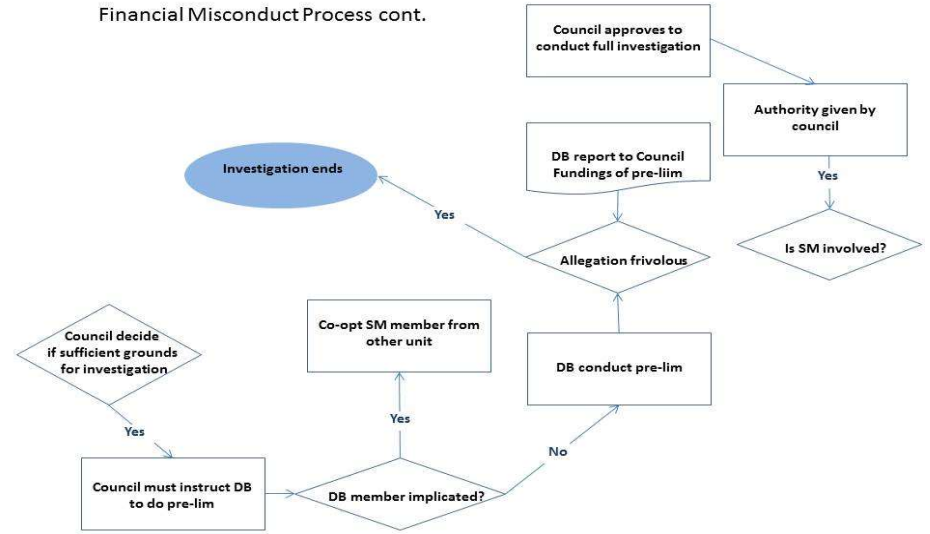 Financial Misconduct Process cont.
Council approves to
conduct full investigation
Authority given by
council
DB report to Council
Fundings of pre-liim
Investigation ends
Yes
Yes
Is SM involved?
Allegation frivolous
Co-opt SM member from
other unit
Council decide
if sufficient grounds
for investigation
DB conduct pre-lim
Yes
Yes
No
Council must instruct DB
to do pre-lim
DB member implicated?